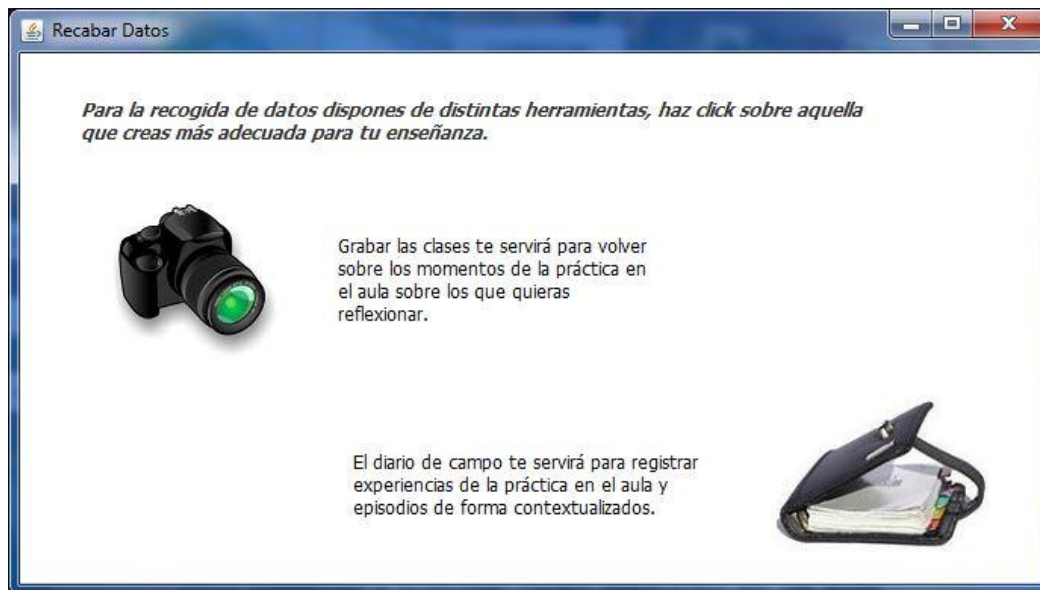 Recabar Datos
Para la recogida de datos dispones de distintas herramientas, haz click sobre aquella
que creas más adecuada para tu enseñanza.
Grabar las clases te servirá para volver
sobre los momentos de la práctica en
el aula sobre los que quieras
reflexionar.
El diario de campo te servirá para registrar
experiencias de la práctica en el aula y
episodios de forma contextualizados.